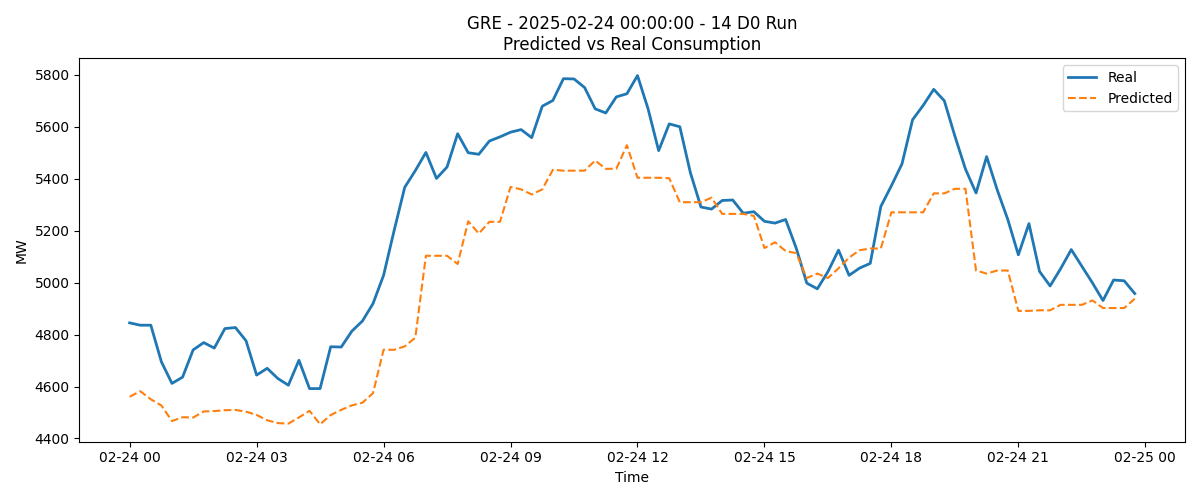 GRE - 2025-02-24 00:00:00 - 14 D0 Run
Predicted vs Real Consumption
Real
Predicted
MW
5800
5600
5400
5200
5000
4800
4600
4400
02-24 00
02-24 03
02-24 06
02-24 09
02-24 12
02-24 15
02-24 18
02-24 21
02-25 00
Time